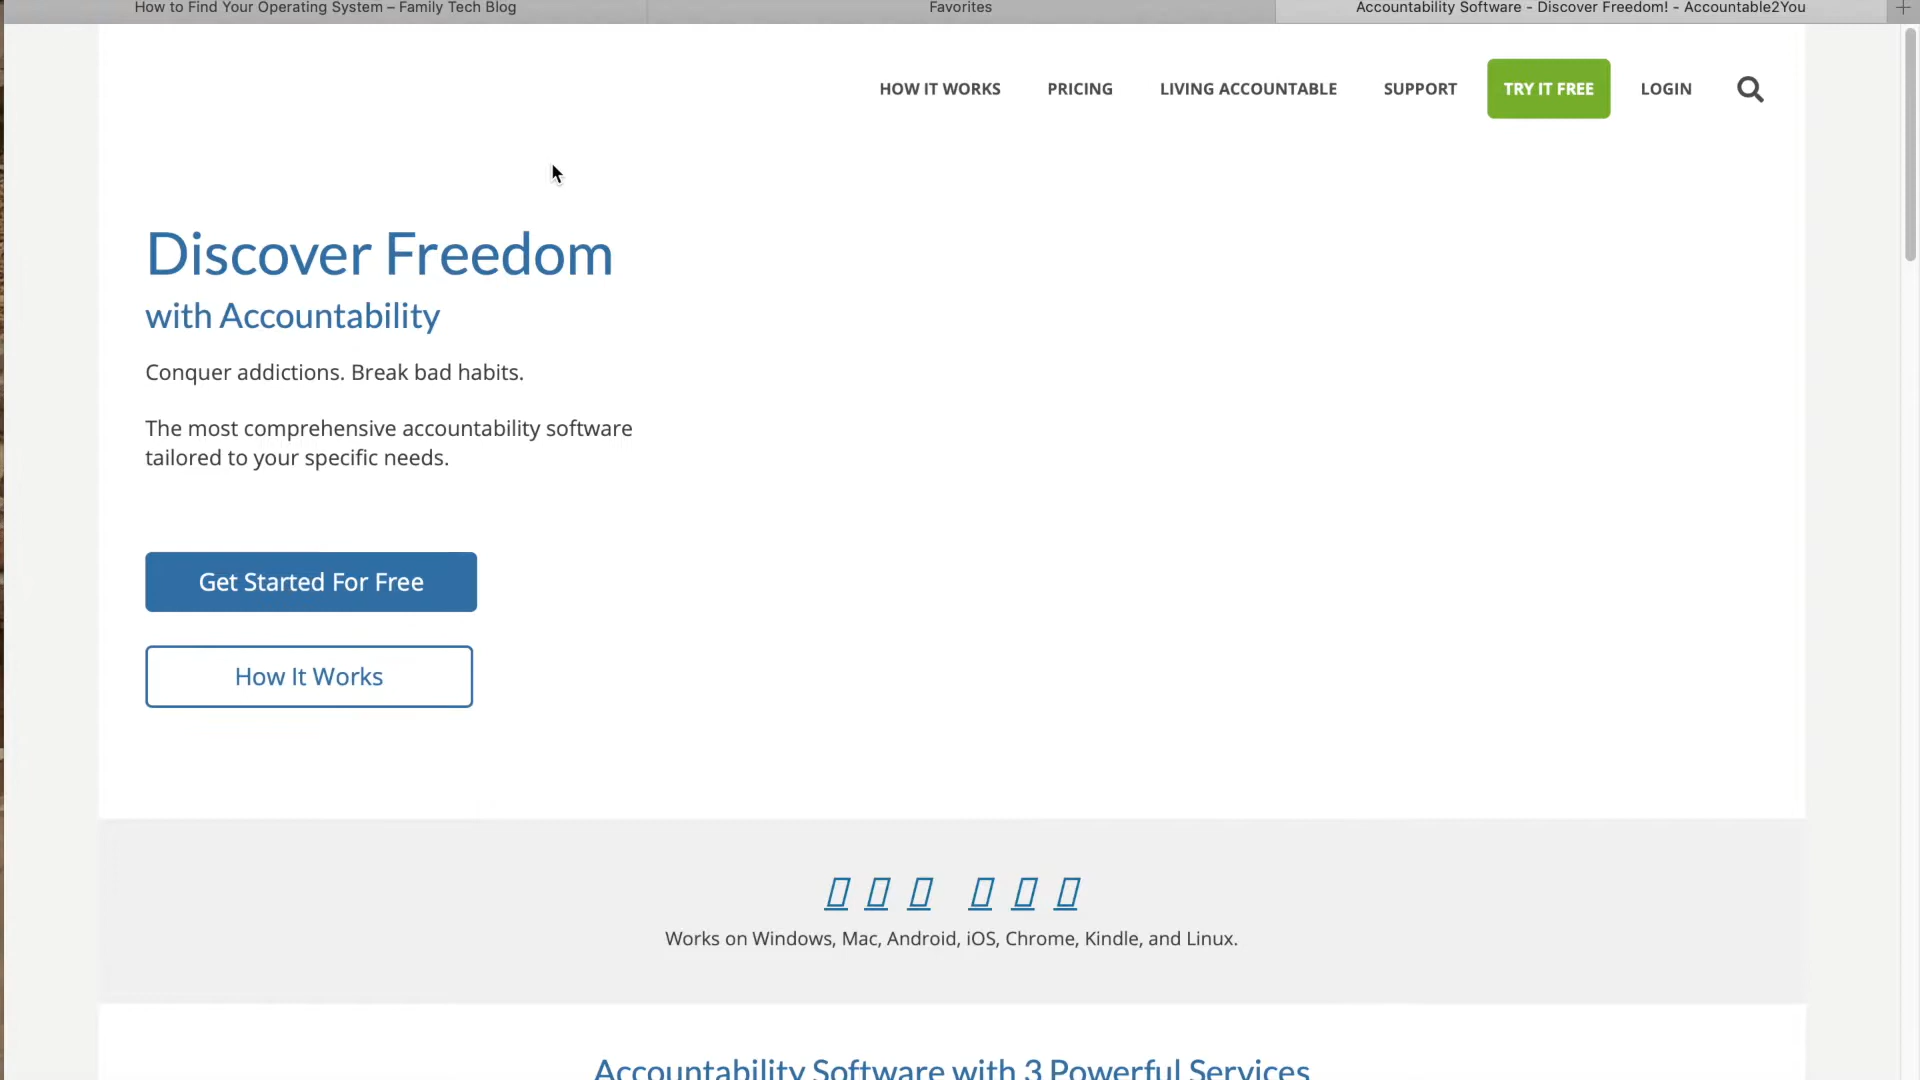 How to Find Your Operating System – Family Tech Blog
Favorites
Accountability Software - Discover Freedom! - Accountable2You
HOW IT WORKS
PRICING
LIVING ACCOUNTABLE
SUPPORT
TRY IT FREE
LOGIN
Discover Freedom
with Accountability
Conquer addictions. Break bad habits.
The most comprehensive accountability software
tailored to your specific needs.
Get Started For Free
How It Works
Works on Windows, Mac, Android, iOS, Chrome, Kindle, and Linux.
Accountability Software with 3 Powerful Services